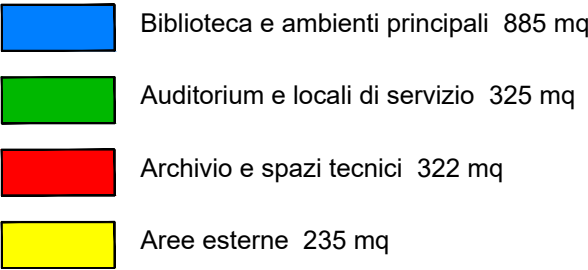 Biblioteca e ambienti principali 885 mq
Auditorium e locali di servizio 325 mq
Archivio e spazi tecnici 322 mq
Aree esterne 235 mq